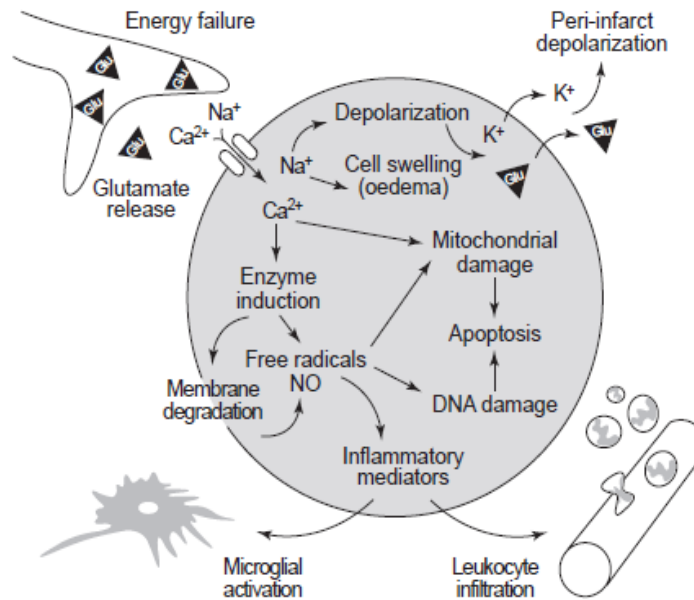 Energy failure
Peri-infarct
depolarization
Glu
Glu
Glu
Glu
Na⁺
Ca²⁺
Glutamate
release
Depolarization
K⁺
K⁺
Glu
Glu
Na⁺
Cell swelling
(oedema)
Ca²⁺
Mitochondrial
damage
Enzyme
induction
Apoptosis
Free radicals
NO
Membrane
degradation
DNA damage
Inflammatory
mediators
Microglial
activation
Leukocyte
infiltration